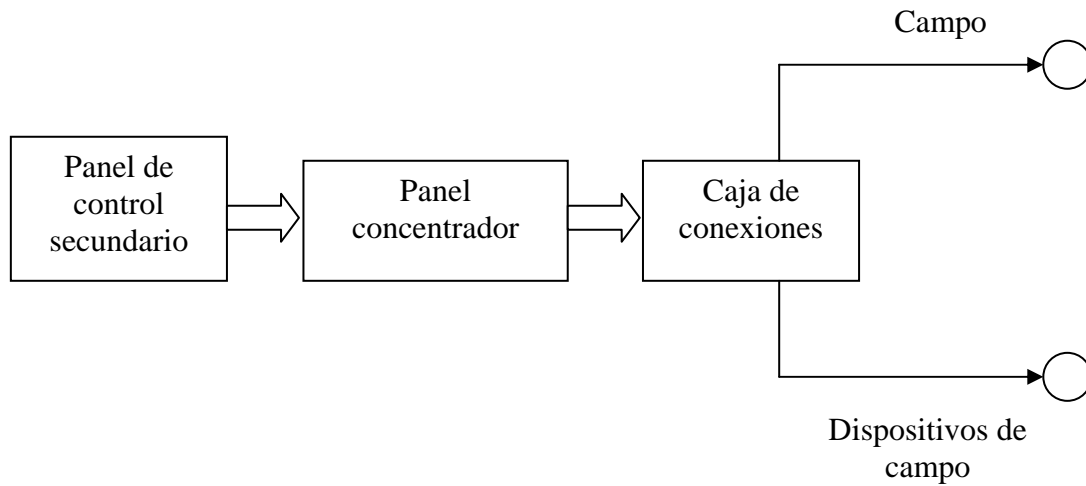 Campo
Panel de
control
secundario
Panel
concentrador
Caja de
conexiones
Dispositivos de
campo